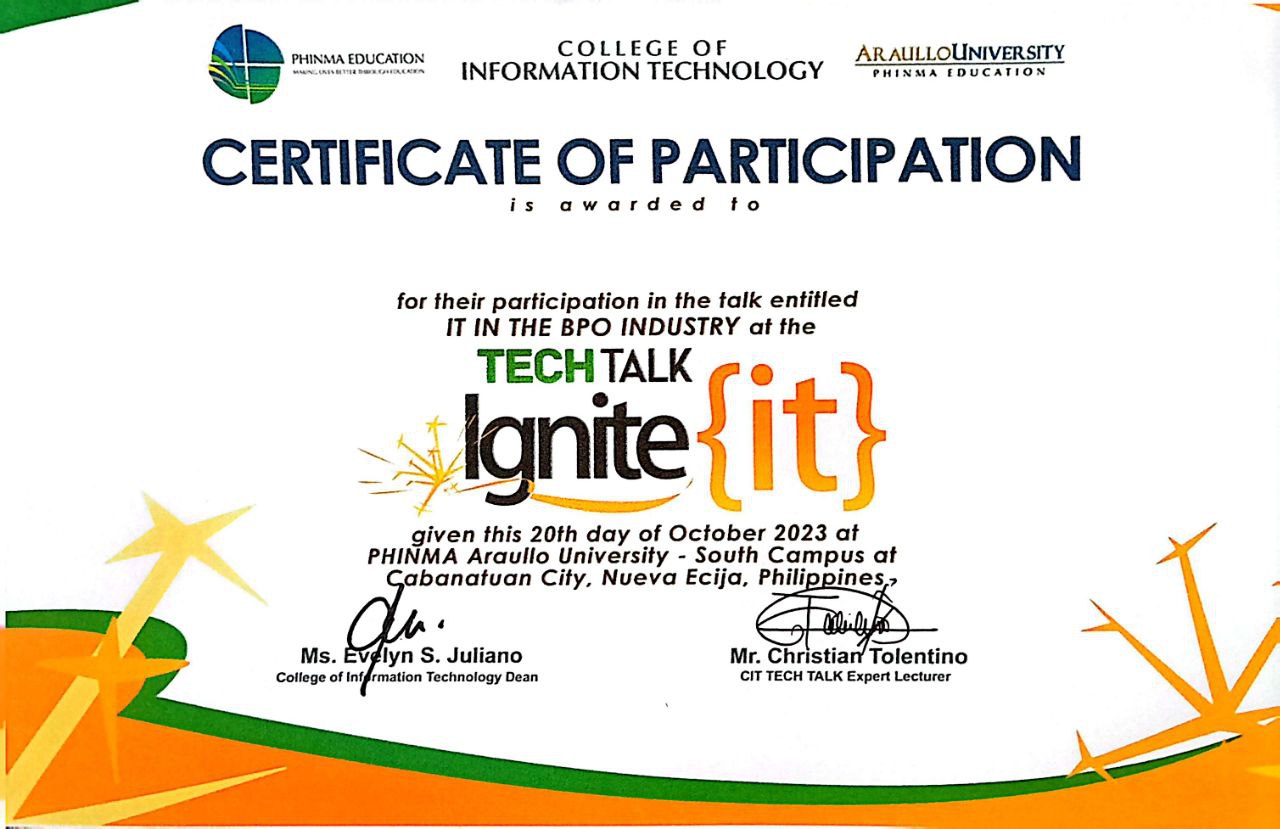 PHINMA EDUCATION
MAKING LIVES BETTER THROUGH EDUCATION
COLLEGE OF
INFORMATION TECHNOLOGY
ARAULLO UNIVERSITY
PHINMA EDUCATION
CERTIFICATE OF PARTICIPATION
is awarded to
for their participation in the talk entitled
IT IN THE BPO INDUSTRY at the
TECH TALK
Ignite {it}
given this 20th day of October 2023 at
PHINMA Araullo University - South Campus at
Cabanatuan City, Nueva Ecija, Philippines
Ms. Evelyn S. Juliano
College of Information Technology Dean
Mr. Christian Tolentino
CIT TECH TALK Expert Lecturer